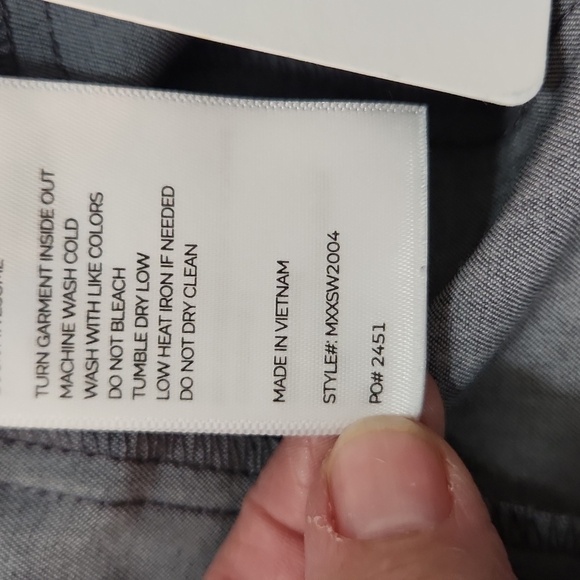 TURN GARMENT INSIDE OUT
MACHINE WASH COLD
WASH WITH LIKE COLORS
DO NOT BLEACH
TUMBLE DRY LOW
LOW HEAT IRON IF NEEDED
DO NOT DRY CLEAN
MADE IN VIETNAM
STYLE#: MXXSW2004
PO# 2451